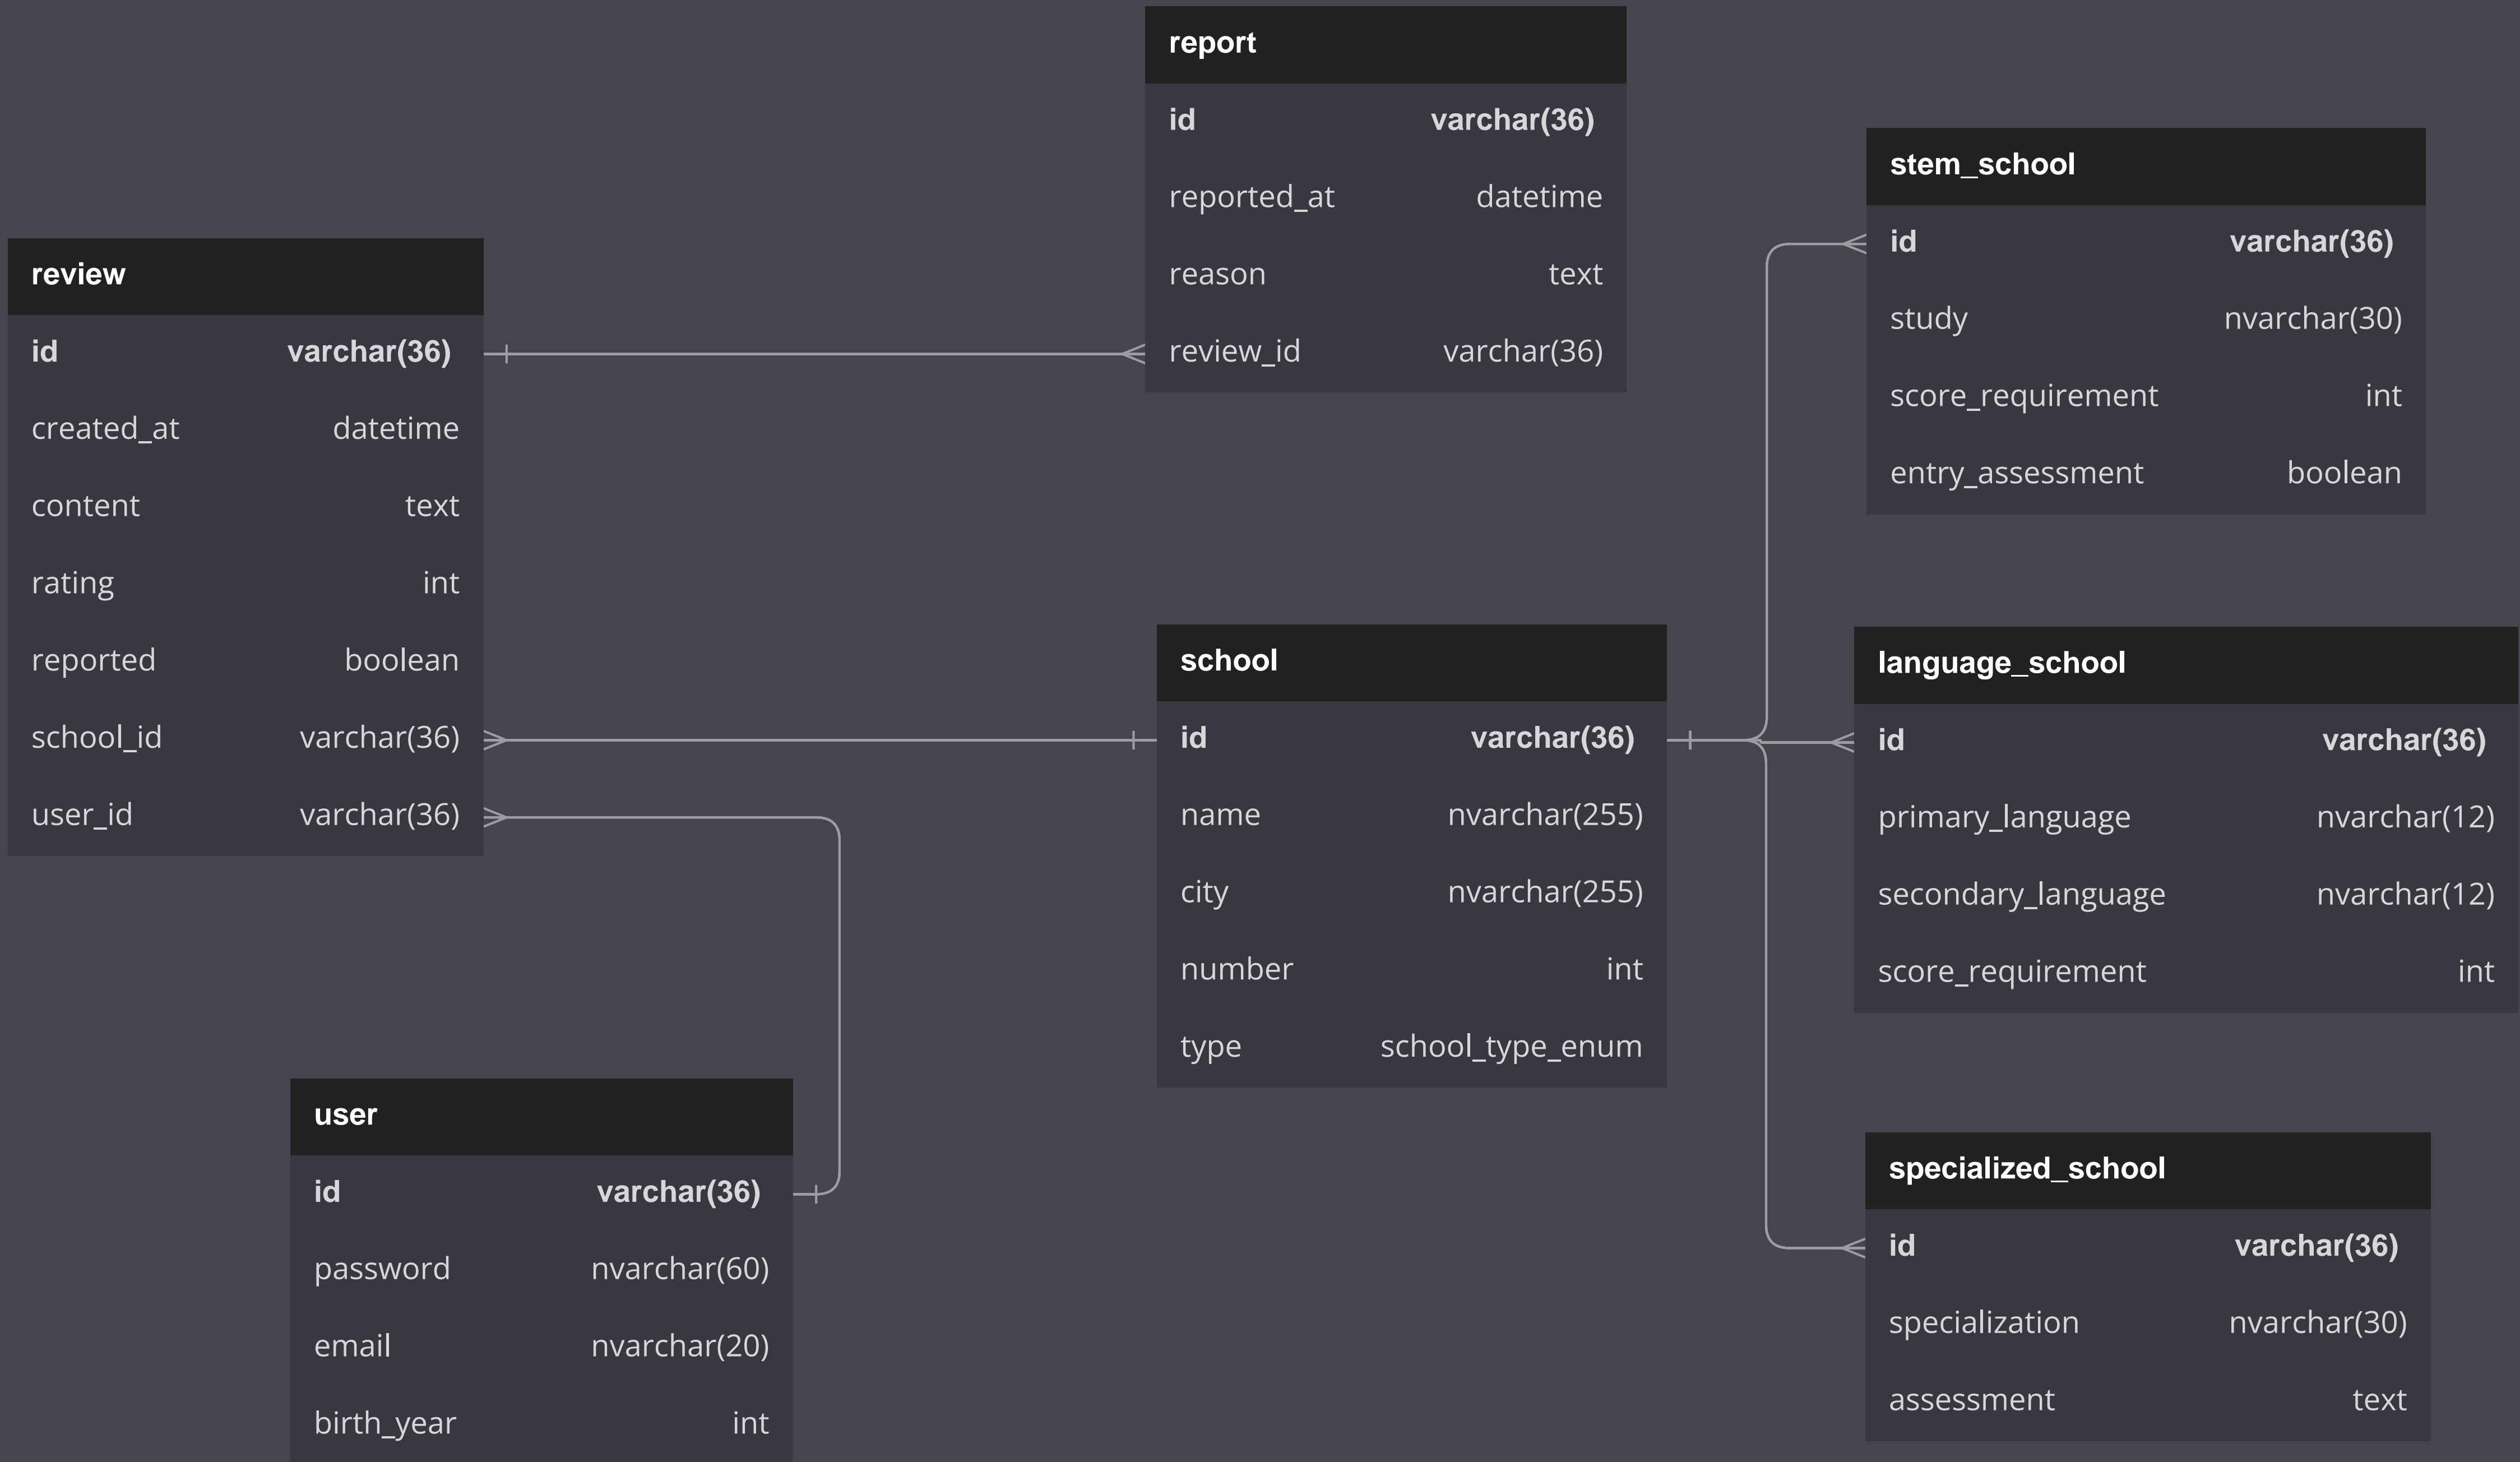 report
id varchar(36)
reported_at datetime
reason text
review_id varchar(36)
stem_school
id varchar(36)
study nvarchar(30)
score_requirement int
entry_assessment boolean
review
id varchar(36)
created_at datetime
content text
rating int
reported boolean
school_id varchar(36)
user_id varchar(36)
school
id varchar(36)
name nvarchar(255)
city nvarchar(255)
number int
type school_type_enum
language_school
id varchar(36)
primary_language nvarchar(12)
secondary_language nvarchar(12)
score_requirement int
user
id varchar(36)
password nvarchar(60)
email nvarchar(20)
birth_year int
specialized_school
id varchar(36)
specialization nvarchar(30)
assessment text